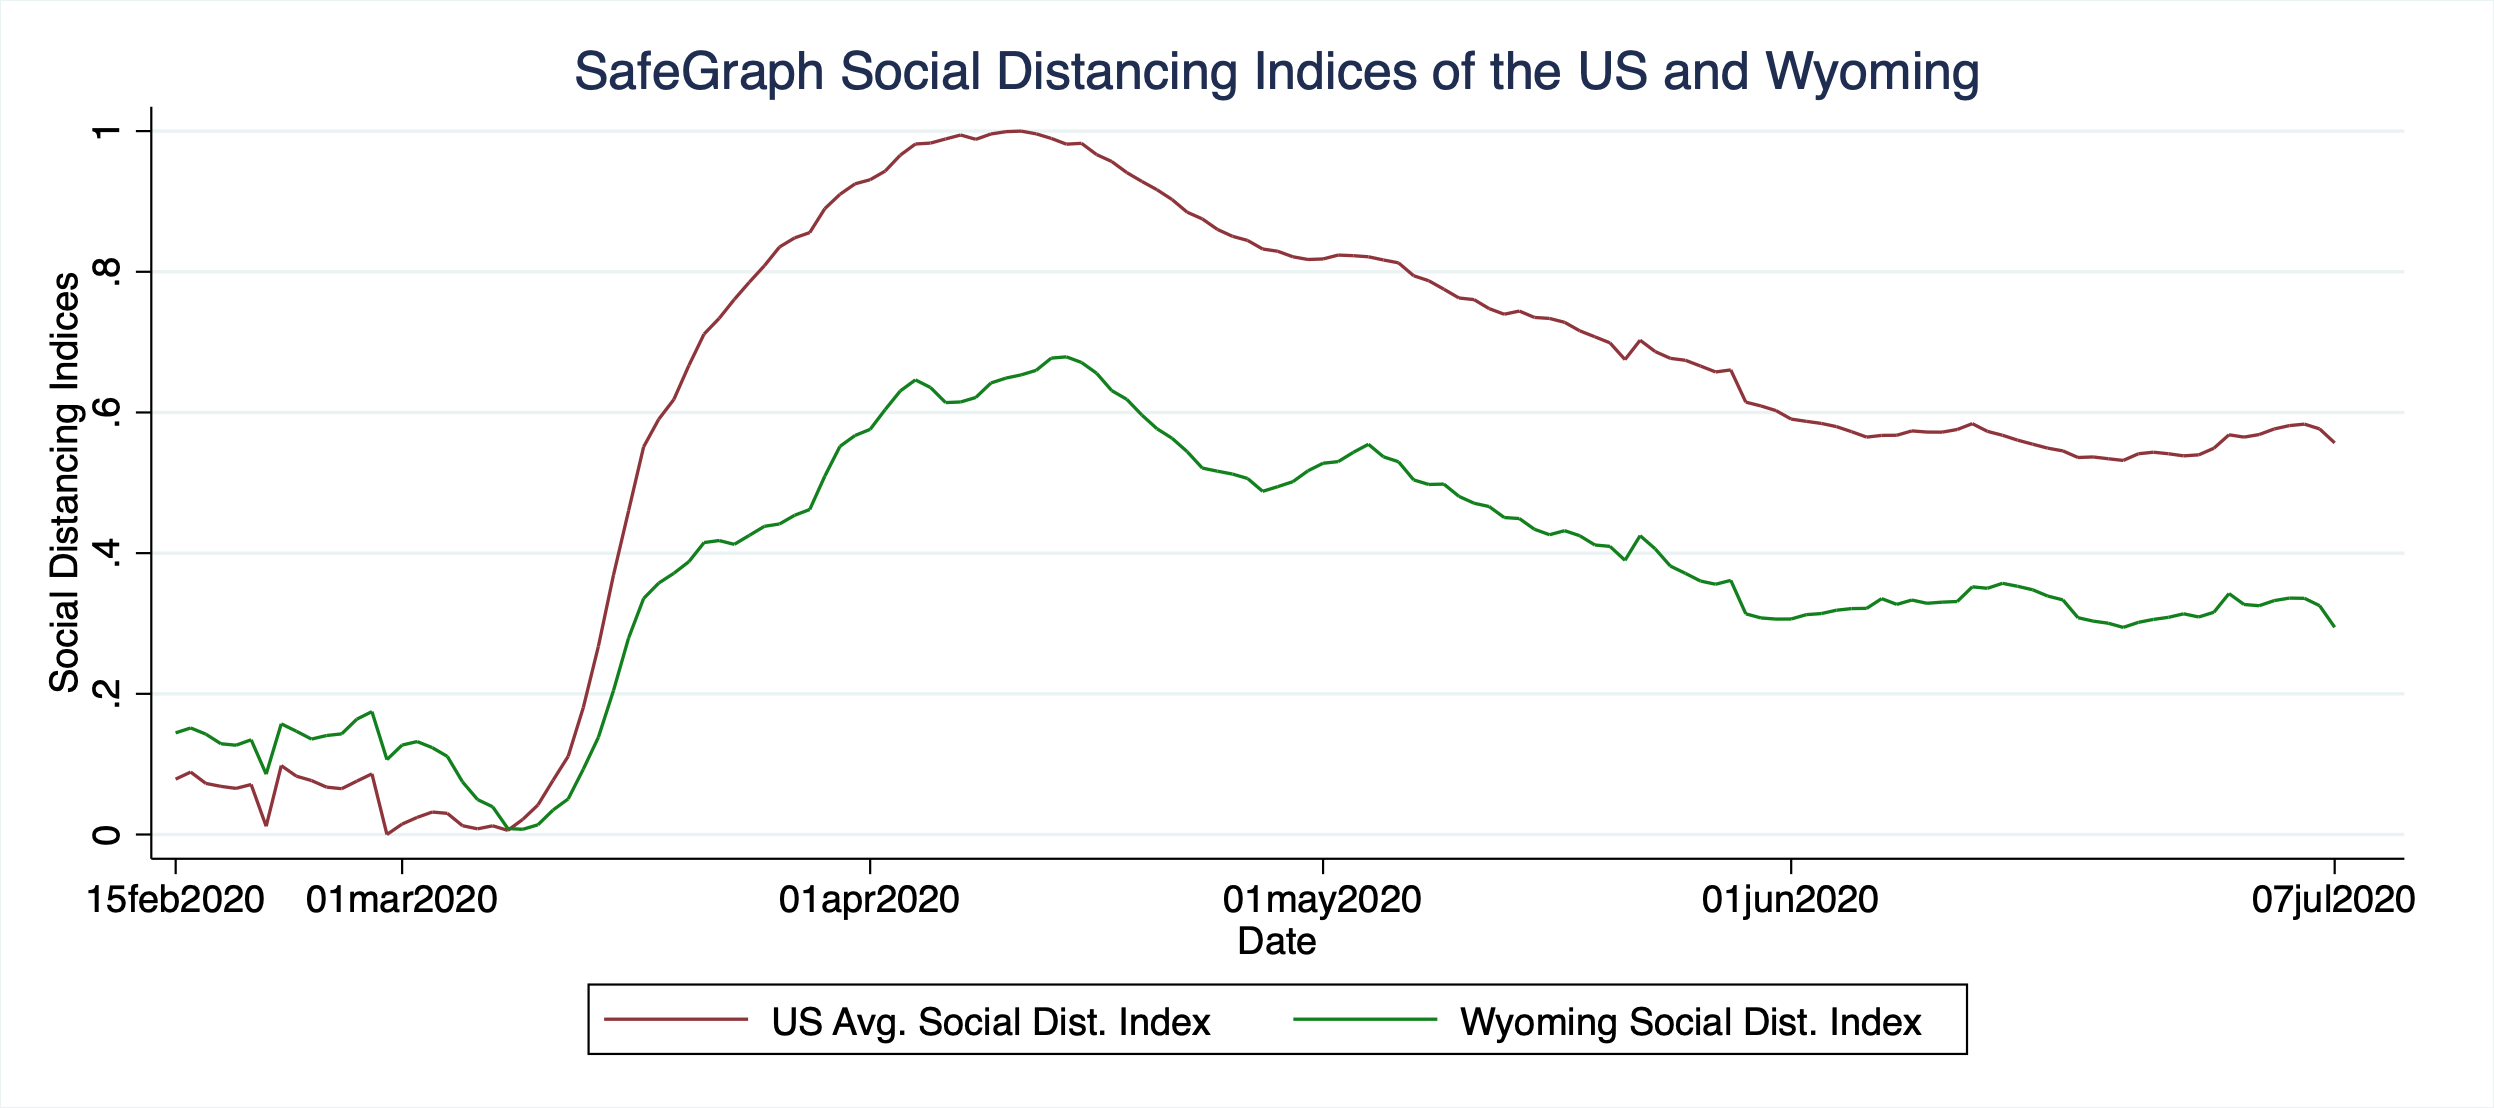 SafeGraph Social Distancing Indices of the US and Wyoming
Social Distancing Indices
1
.8
.6
.4
.2
0
15feb2020 01mar2020 01apr2020 01may2020 01jun2020 07jul2020
Date
US Avg. Social Dist. Index Wyoming Social Dist. Index